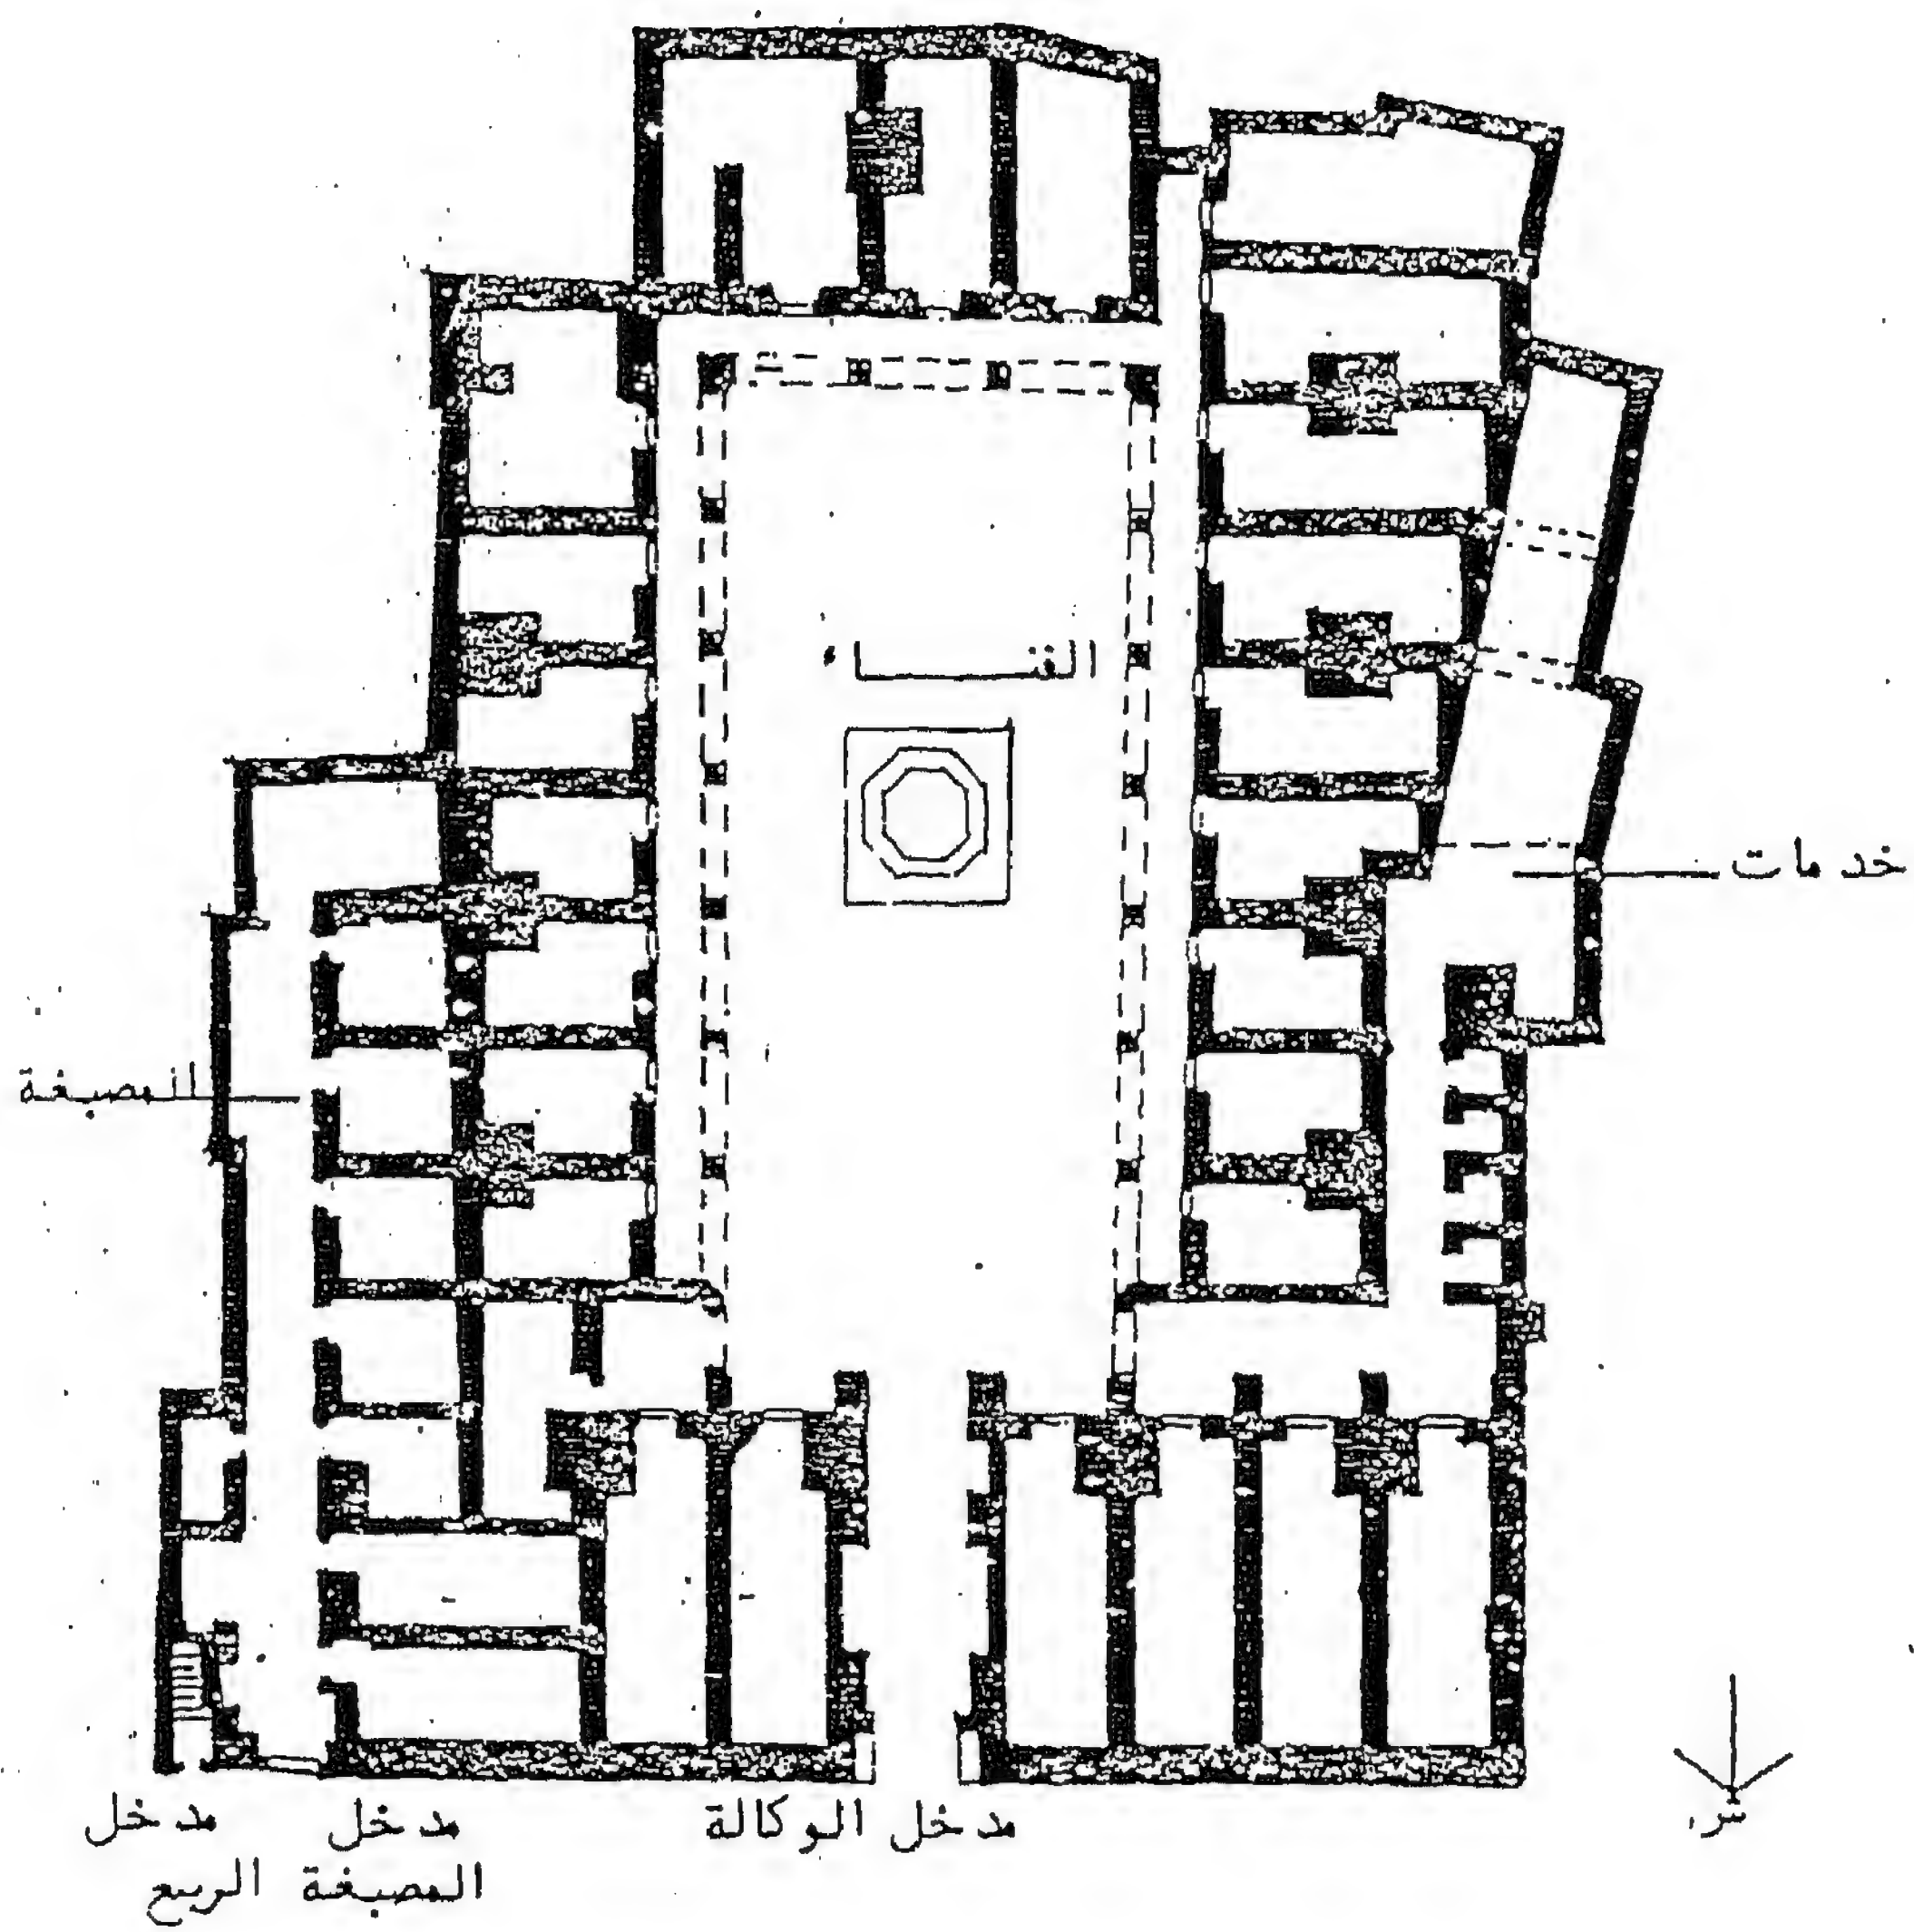 الفناء
خدمات
المصبغة
مدخل الوكالة
مدخل المصبغة
مدخل الربع